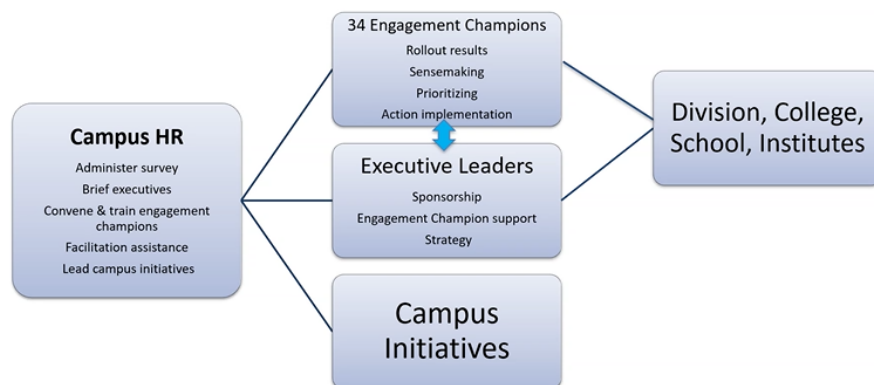 Campus HR
Administer survey
Brief executives
Convene & train engagement
champions
Facilitation assistance
Lead campus initiatives
34 Engagement Champions
Rollout results
Sensemaking
Prioritizing
Action implementation
Executive Leaders
Sponsorship
Engagement Champion support
Strategy
Campus
Initiatives
Division, College,
School, Institutes